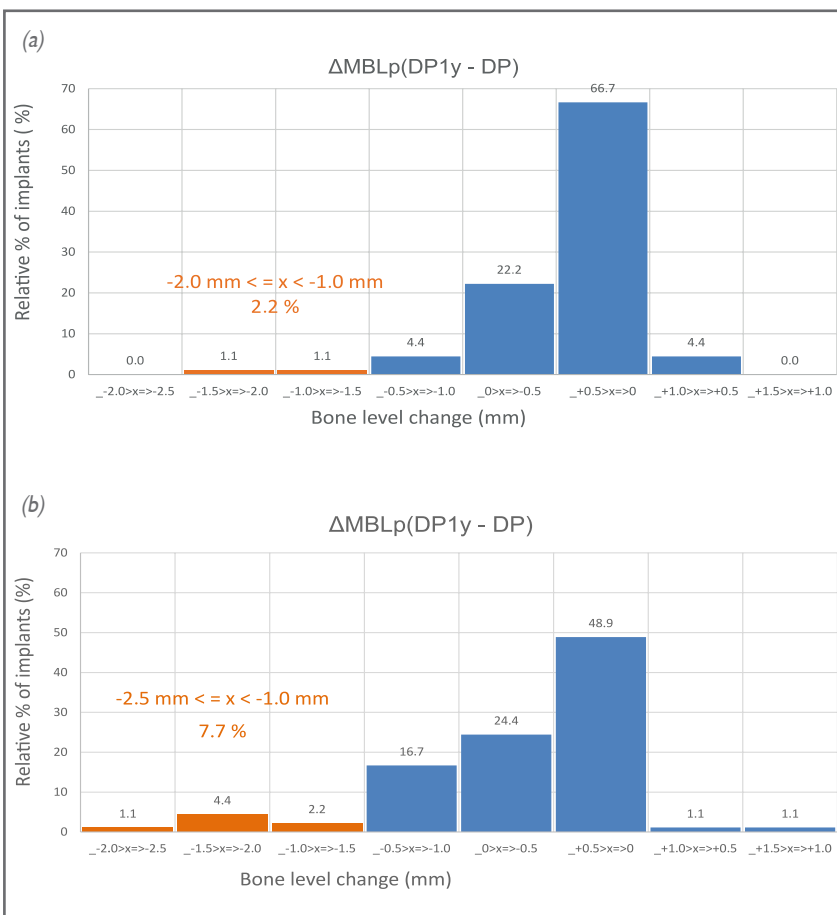 (a)
ΔMBLp(DP1y - DP)
Relative % of implants ( %)
70
60
50
40
30
20
10
0
0.0
1.1
1.1
4.4
22.2
66.7
4.4
0.0
-2.0 mm < = x < -1.0 mm
2.2 %
_-2.0>x=>-2.5 _-1.5>x=>-2.0 _-1.0>x=>-1.5 _-0.5>x=>-1.0 _0>x=>-0.5 _+0.5>x=>0 _+1.0>x=>+0.5 _+1.5>x=>+1.0
Bone level change (mm)
(b)
ΔMBLp(DP1y - DP)
Relative % of implants (%)
70
60
50
40
30
20
10
0
1.1
4.4
2.2
16.7
24.4
48.9
1.1
1.1
-2.5 mm < = x < -1.0 mm
7.7 %
_-2.0>x=>-2.5 _-1.5>x=>-2.0 _-1.0>x=>-1.5 _-0.5>x=>-1.0 _0>x=>-0.5 _+0.5>x=>0 _+1.0>x=>+0.5 _+1.5>x=>+1.0
Bone level change (mm)